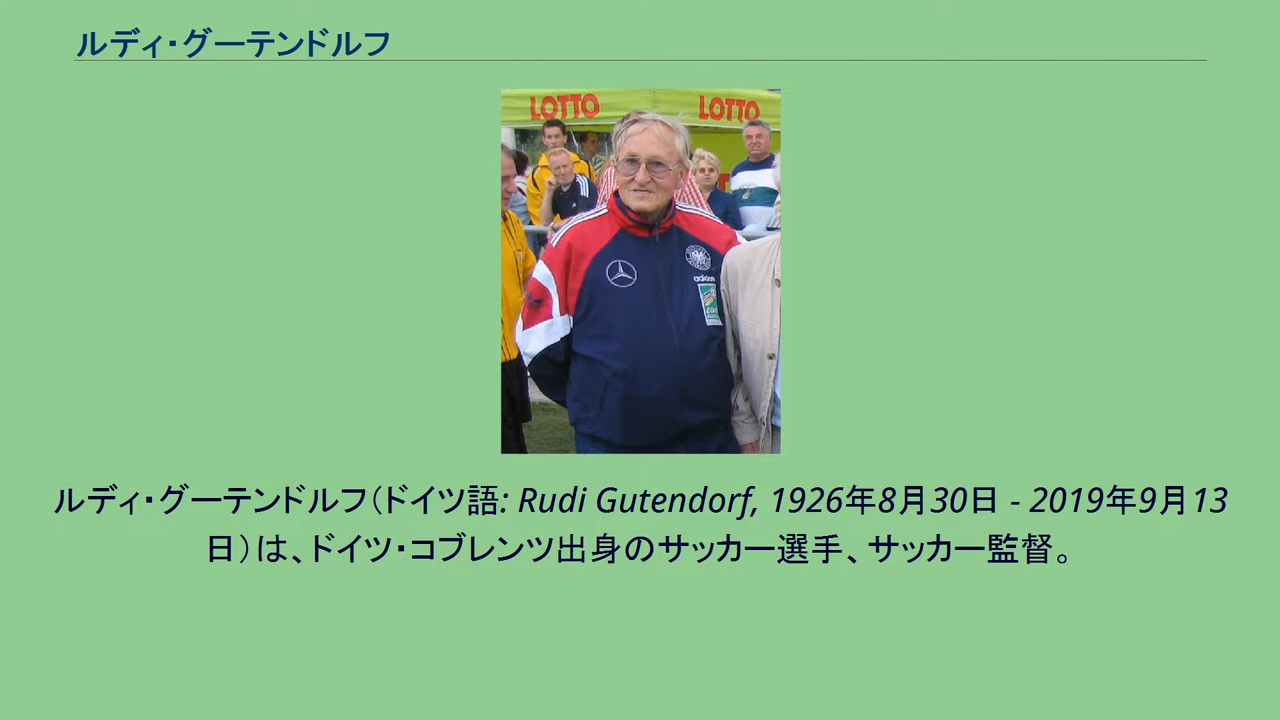 ルディ・グーテンドルフ
LOTTO LOTTO
adidas
ルディ・グーテンドルフ（ドイツ語: Rudi Gutendorf, 1926年8月30日 - 2019年9月13
日）は、ドイツ・コブレンツ出身のサッカー選手、サッカー監督。